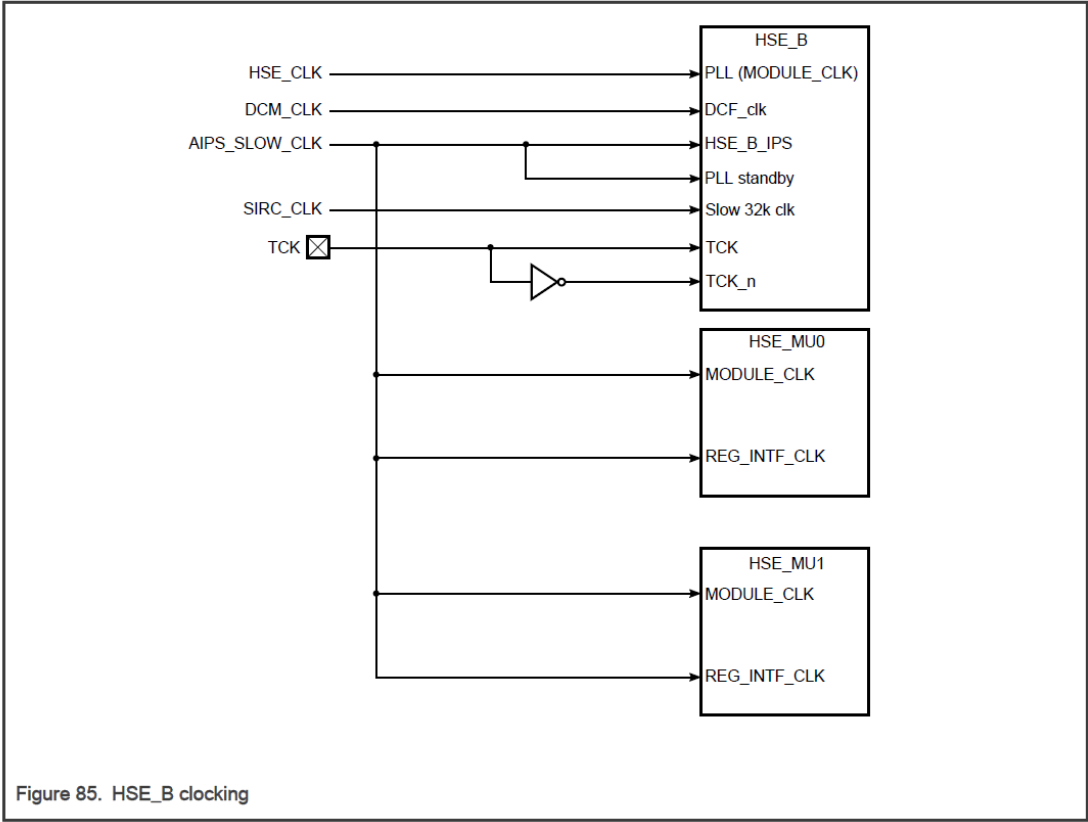 HSE_B
HSE_CLK PLL (MODULE_CLK)
DCM_CLK DCF_clk
AIPS_SLOW_CLK HSE_B_IPS
PLL standby
SIRC_CLK Slow 32k clk
TCK TCK
TCK_n
HSE_MU0
MODULE_CLK
REG_INTF_CLK
HSE_MU1
MODULE_CLK
REG_INTF_CLK
Figure 85. HSE_B clocking